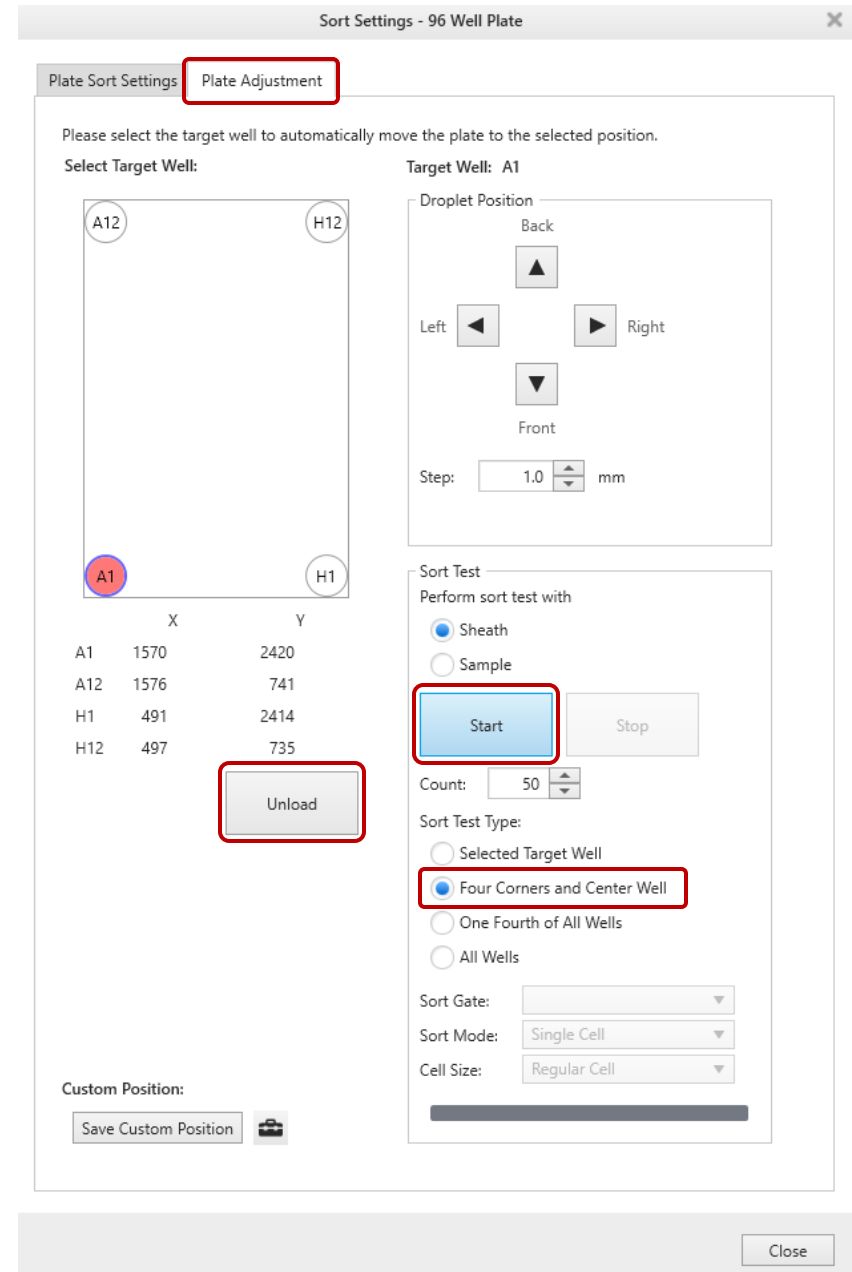 Sort Settings - 96 Well Plate
Plate Sort Settings
Plate Adjustment
Please select the target well to automatically move the plate to the selected position.
Select Target Well:
A12
H12
A1
H1
X Y
A1 1570 2420
A12 1576 741
H1 491 2414
H12 497 735
Unload
Custom Position:
Save Custom Position
Target Well: A1
Droplet Position
Back
Left
Right
Front
Step: 1.0 mm
Sort Test
Perform sort test with
Sheath
Sample
Start
Stop
Count: 50
Sort Test Type:
Selected Target Well
Four Corners and Center Well
One Fourth of All Wells
All Wells
Sort Gate:
Sort Mode: Single Cell
Cell Size: Regular Cell
Close